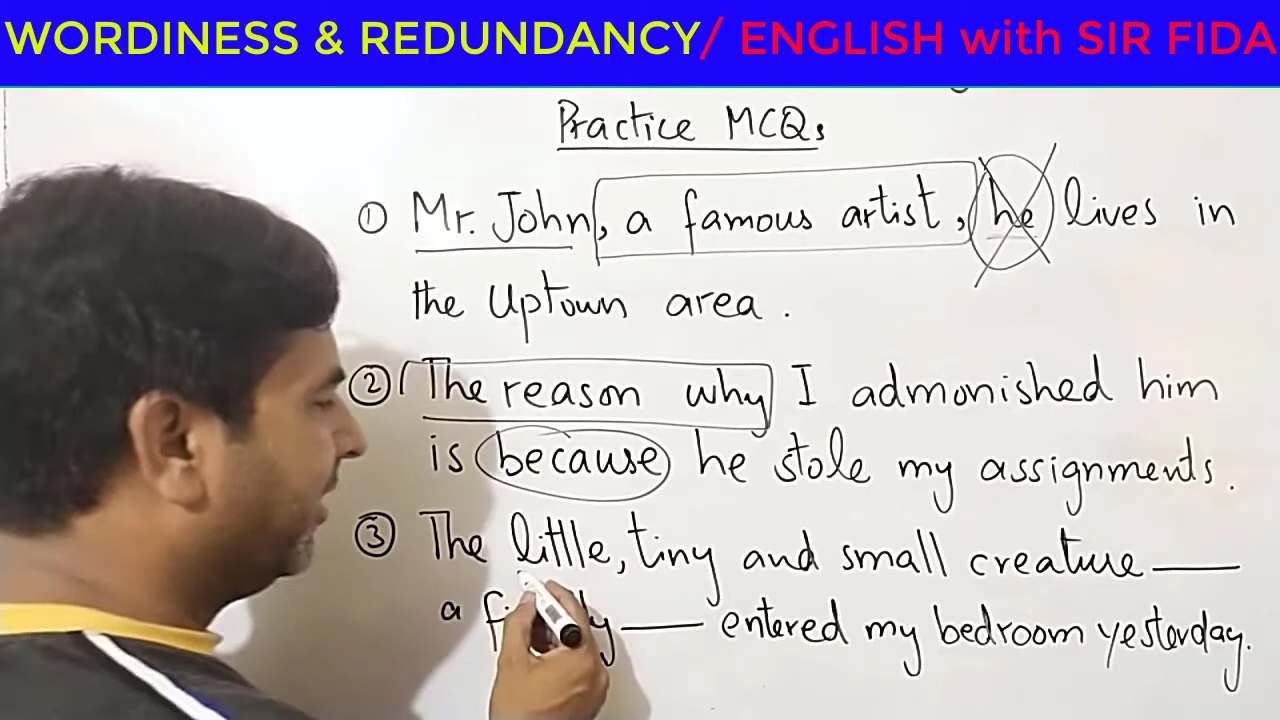 WORDINESS & REDUNDANCY/ ENGLISH with SIR FIDA
Practice MCQs
① Mr. John, a famous artist, he lives in
the Uptown area.
② The reason why I admonished him
is because he stole my assignments.
③ The little, tiny and small creature —
a — entered my bedroom yesterday.